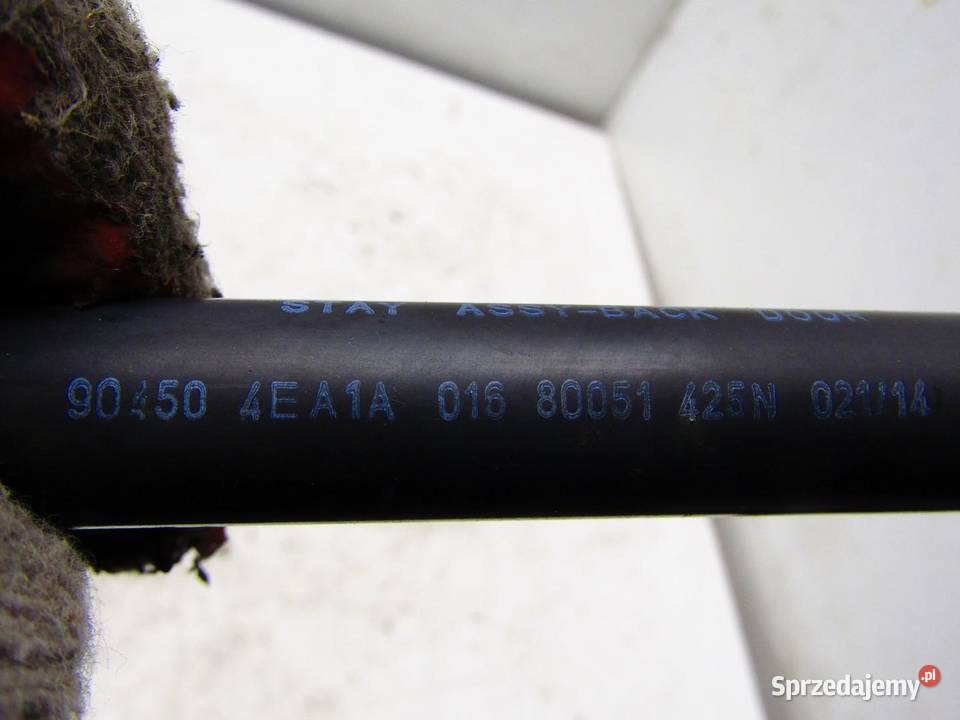 STAY ASSY-BACK DOOR
90450 4EA1A 016 80051 425N 021/14
Sprzedajemy.pl